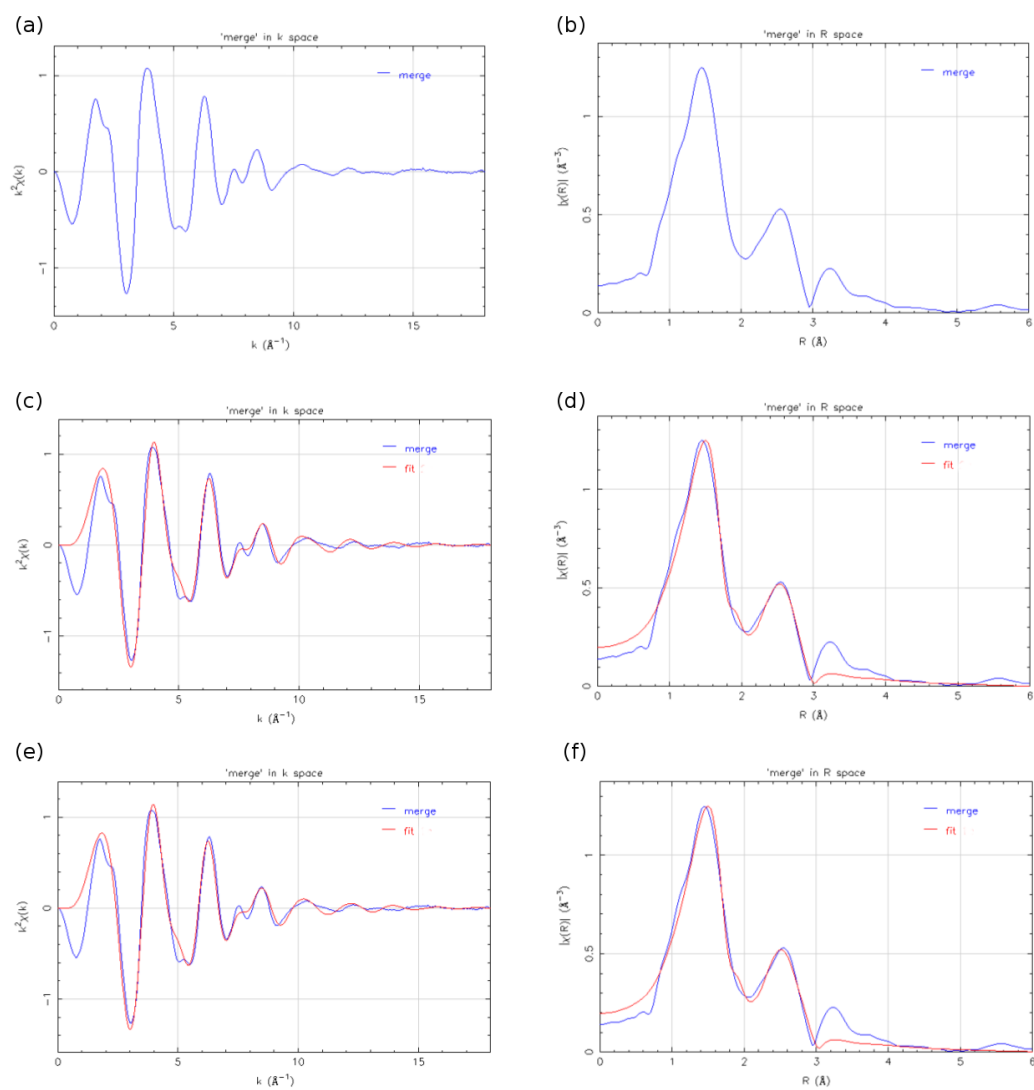 (a)
'merge' in k space
merge
k²χ(k)
1
0
−1
0
5
10
15
k (Å⁻¹)
(b)
'merge' in R space
merge
|χ(R)| (Å⁻³)
1
0.5
0
0
1
2
3
4
5
6
R (Å)
(c)
'merge' in k space
merge
fit
k²χ(k)
1
0
−1
0
5
10
15
k (Å⁻¹)
(d)
'merge' in R space
merge
fit
|χ(R)| (Å⁻³)
1
0.5
0
0
1
2
3
4
5
6
R (Å)
(e)
'merge' in k space
merge
fit
k²χ(k)
1
0
−1
0
5
10
15
k (Å⁻¹)
(f)
'merge' in R space
merge
fit
|χ(R)| (Å⁻³)
1
0.5
0
0
1
2
3
4
5
6
R (Å)